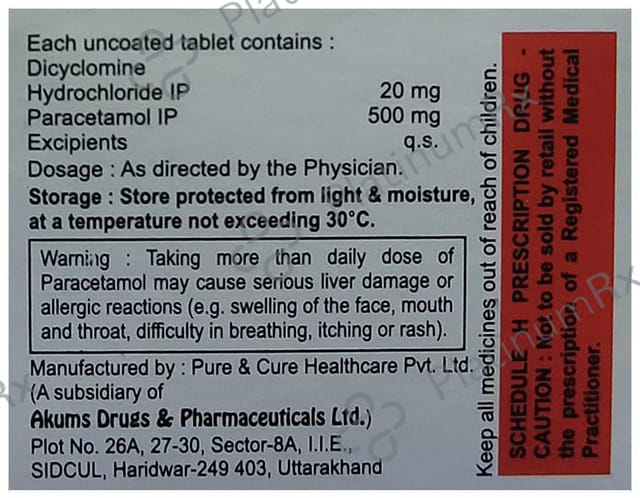 Each uncoated tablet contains :
Dicyclomine
Hydrochloride IP 20 mg
Paracetamol IP 500 mg
Excipients q.s.
Dosage : As directed by the Physician.
Storage : Store protected from light & moisture,
at a temperature not exceeding 30°C.
Warning : Taking more than daily dose of
Paracetamol may cause serious liver damage or
allergic reactions (e.g. swelling of the face, mouth
and throat, difficulty in breathing, itching or rash).
Manufactured by : Pure & Cure Healthcare Pvt. Ltd.
(A subsidiary of
Akums Drugs & Pharmaceuticals Ltd.)
Plot No. 26A, 27-30, Sector-8A, I.I.E.,
SIDCUL, Haridwar-249 403, Uttarakhand
Keep all medicines out of reach of children.
SCHEDULE H PRESCRIPTION DRUG -
CAUTION : Not to be sold by retail without
the prescription of a Registered Medical
Practitioner.
PlatinumRx
PlatinumRx
PlatinumRx
PlatinumRx